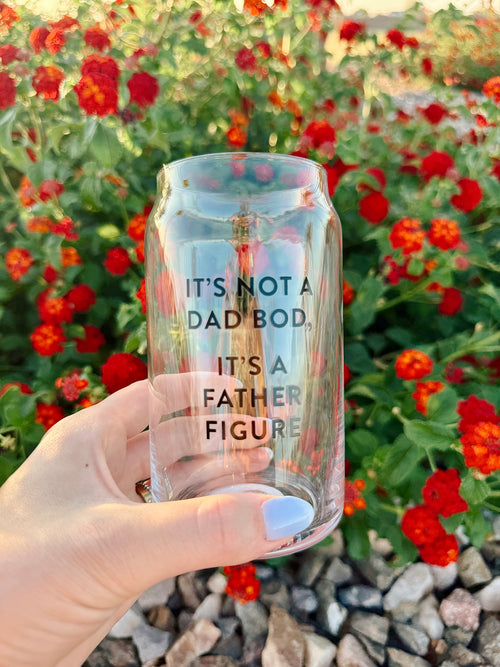 IT'S NOT A
DAD BOD,
IT'S A
FATHER
FIGURE